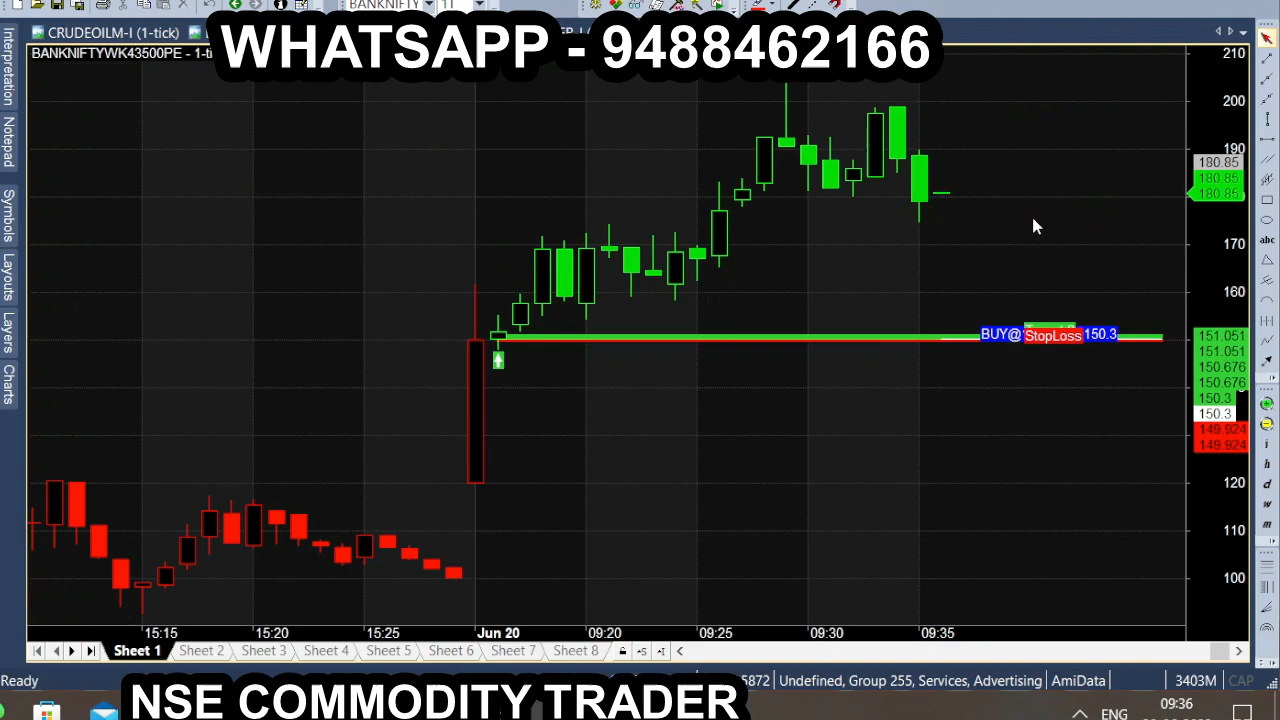 BANKNIFTY
11
CRUDEOILM - I (1-tick)
WHATSAPP - 9488462166
BANKNIFTYWK43500PE - 1-ti
Interpretation
Notepad
Symbols
Layouts
Layers
Charts
210
200
190
180.85
180.85
180.85
170
160
BUY@
StopLoss
150.3
151.051
151.051
150.676
150.676
150.3
150.3
149.924
149.924
120
110
100
abc
i
h
d
w
m
15:15
15:20
15:25
Jun 20
09:20
09:25
09:30
09:35
Sheet 1
Sheet 2
Sheet 3
Sheet 4
Sheet 5
Sheet 6
Sheet 7
Sheet 8
Ready
5872
Undefined, Group 255, Services, Advertising
AmiData
3403M
CAP
NSE COMMODITY TRADER
ENG
09:36